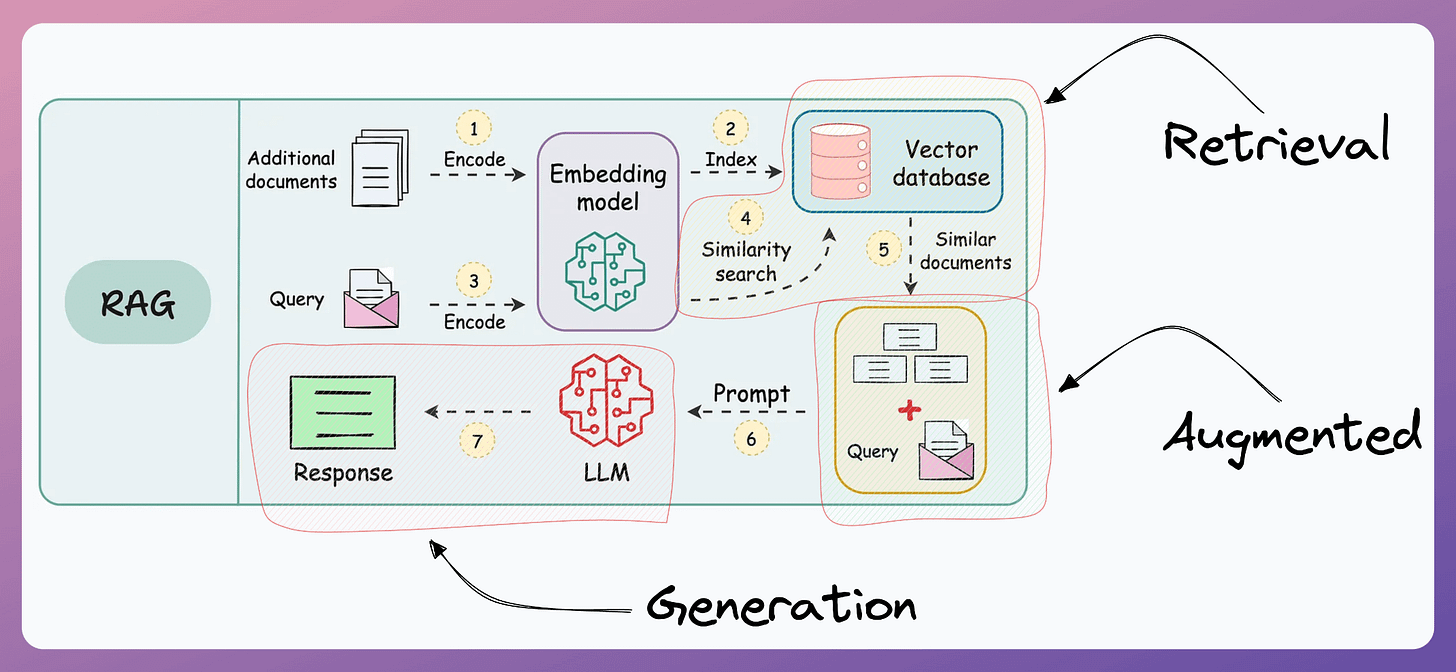 RAG
Additional
documents
1
Encode
Embedding
model
2
Index
Vector
database
Retrieval
Query
3
Encode
4
Similarity
search
5
Similar
documents
Query
Augmented
Prompt
6
LLM
7
Response
Generation